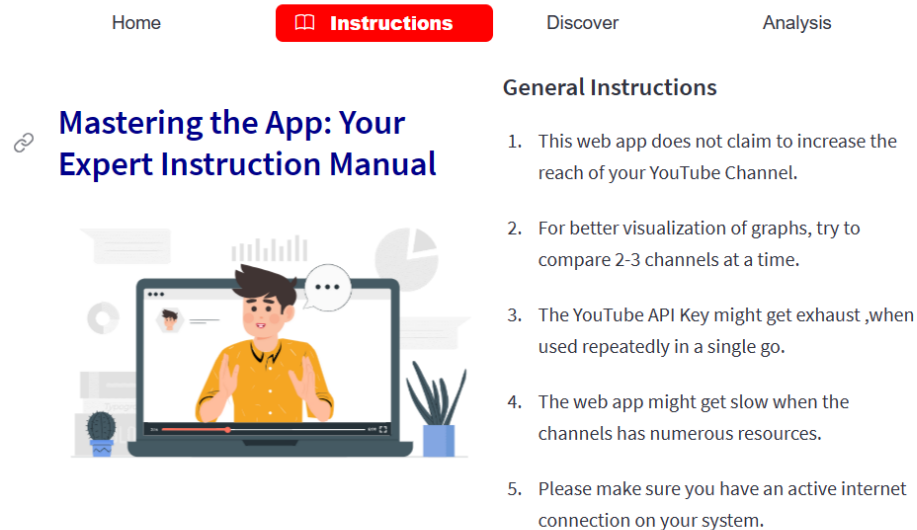 Home
Instructions
Discover
Analysis
Mastering the App: Your
Expert Instruction Manual
General Instructions
1. This web app does not claim to increase the
reach of your YouTube Channel.
2. For better visualization of graphs, try to
compare 2-3 channels at a time.
3. The YouTube API Key might get exhaust ,when
used repeatedly in a single go.
4. The web app might get slow when the
channels has numerous resources.
5. Please make sure you have an active internet
connection on your system.